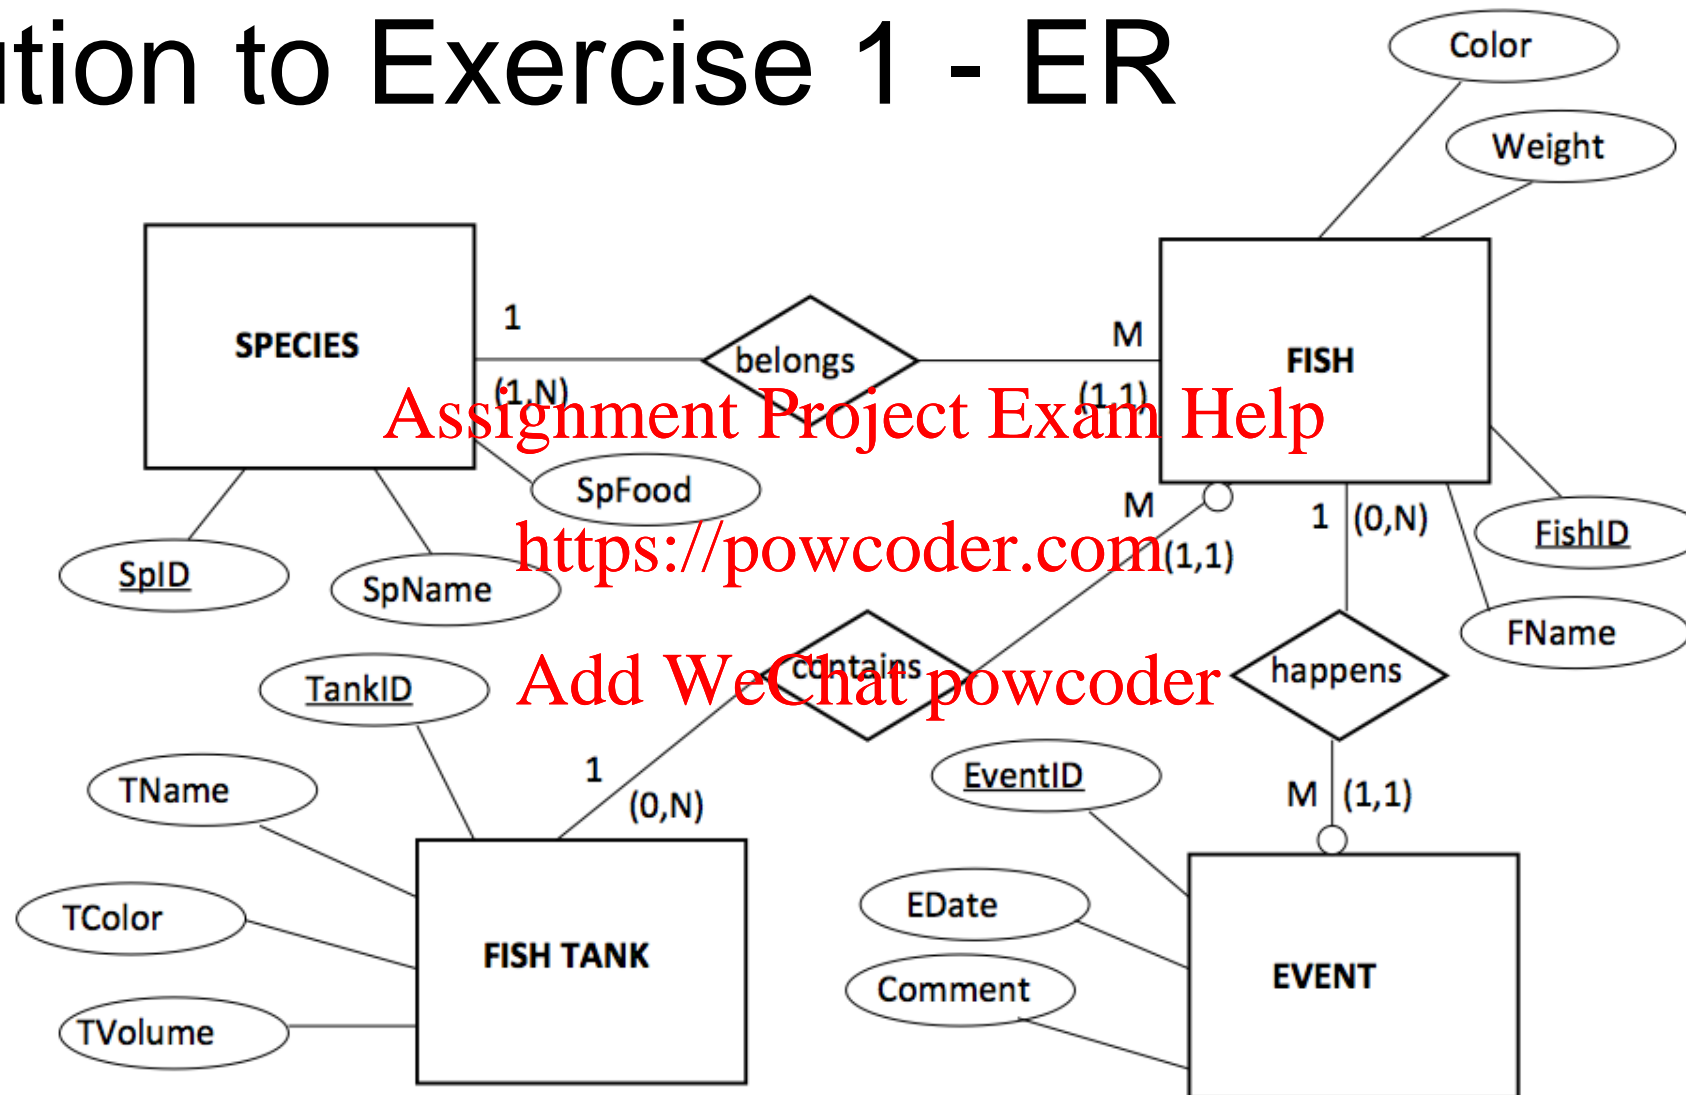 ution to Exercise 1 - ER
Color
Weight
SPECIES
1
(1,N)
belongs
M
(1,1)
FISH
Assignment Project Exam Help
SpFood
SpID
SpName
M
(1,1)
1
(0,N)
FishID
FName
https://powcoder.com
TankID
contains
happens
Add WeChat powcoder
TName
1
(0,N)
EventID
M
(1,1)
TColor
FISH TANK
EDate
EVENT
Comment
TVolume